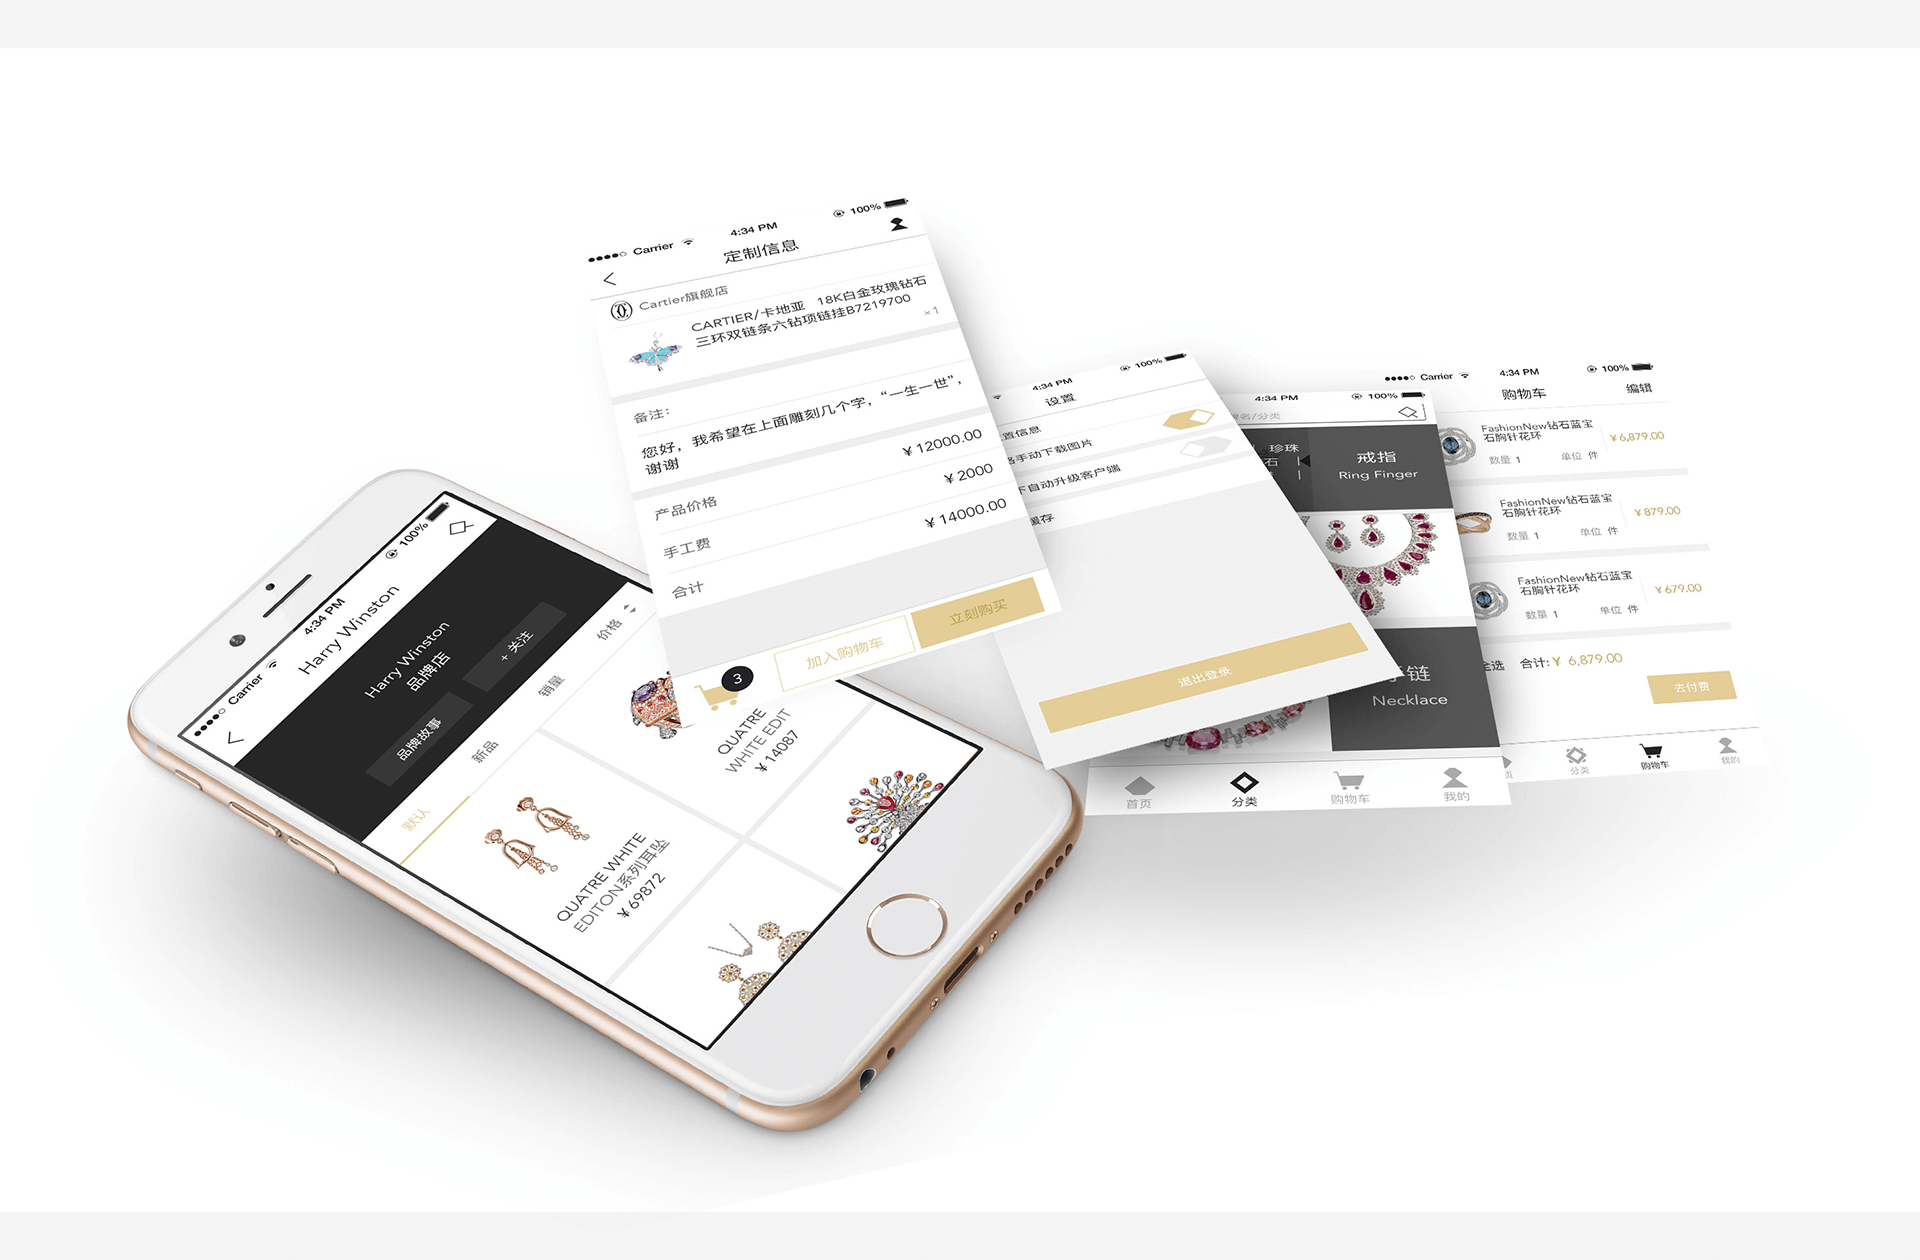 Carrier
4:34 PM
100%
Harry Winston
Harry Winston
品牌店
品牌故事
+ 关注
默认
新品
销量
价格
QUATRE WHITE
EDITON系列耳坠
¥ 69872
QUATRE
WHITE EDIT
¥ 14087
Carrier
4:34 PM
100%
定制信息
Cartier旗舰店
CARTIER/卡地亚 18K白金玫瑰钻石
三环双链条六钻项链挂B7219700
×1
备注:
您好，我希望在上面雕刻几个字，“一生一世”，
谢谢
产品价格
¥ 12000.00
手工费
¥ 2000
合计
¥ 14000.00
3
加入购物车
立刻购买
4:34 PM
100%
设置
置信息
手动下载图片
下自动升级客户端
缓存
退出登录
4:34 PM
100%
名/分类
珍珠
石
戒指
Ring Finger
链
Necklace
首页
分类
购物车
我的
Carrier
4:34 PM
100%
购物车
编辑
FashionNew钻石蓝宝
石胸针花环
¥ 6,879.00
数量 1
单位 件
FashionNew钻石蓝宝
石胸针花环
¥ 879.00
数量 1
单位 件
FashionNew钻石蓝宝
石胸针花环
¥ 679.00
数量 1
单位 件
全选
合计: ¥ 6,879.00
去付费
页
分类
购物车
我的